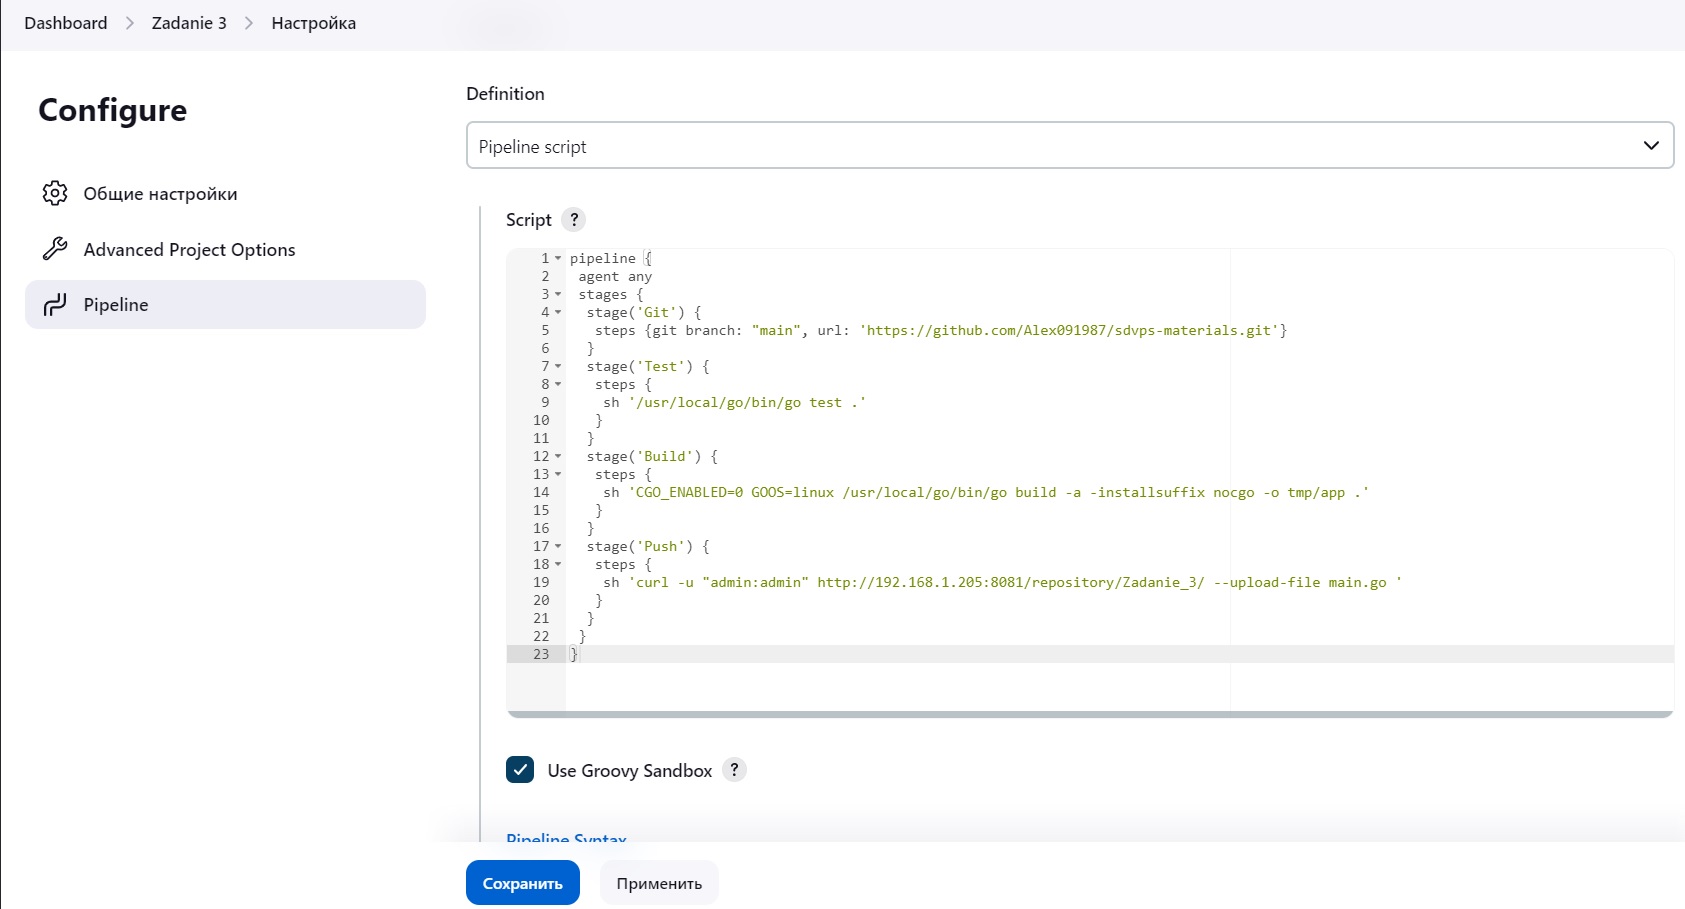 Dashboard > Zadanie 3 > Настройка
Configure
Общие настройки
Advanced Project Options
Pipeline
Definition
Pipeline script
Script ?
1 pipeline {
2  agent any
3  stages {
4   stage('Git') {
5    steps {git branch: "main", url: 'https://github.com/Alex091987/sdvps-materials.git'}
6   }
7   stage('Test') {
8    steps {
9     sh '/usr/local/go/bin/go test .'
10    }
11   }
12   stage('Build') {
13    steps {
14     sh 'CGO_ENABLED=0 GOOS=linux /usr/local/go/bin/go build -a -installsuffix nocgo -o tmp/app .'
15    }
16   }
17   stage('Push') {
18    steps {
19     sh 'curl -u "admin:admin" http://192.168.1.205:8081/repository/Zadanie_3/ --upload-file main.go '
20    }
21   }
22  }
23 }
Use Groovy Sandbox ?
Pipeline Syntax
Сохранить
Применить